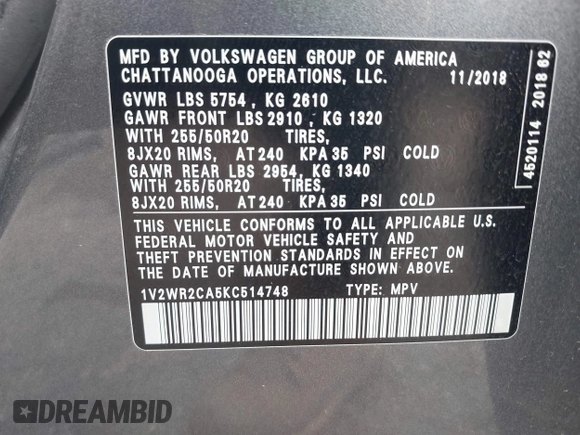 MFD BY VOLKSWAGEN GROUP OF AMERICA
CHATTANOOGA OPERATIONS, LLC. 11/2018
GVWR LBS 5754 , KG 2610
GAWR FRONT LBS 2910 , KG 1320
WITH 255/50R20 TIRES,
8JX20 RIMS, AT 240 KPA 35 PSI COLD
GAWR REAR LBS 2954, KG 1340
WITH 255/50R20 TIRES,
8JX20 RIMS, AT 240 KPA 35 PSI COLD
THIS VEHICLE CONFORMS TO ALL APPLICABLE U.S.
FEDERAL MOTOR VEHICLE SAFETY AND
THEFT PREVENTION STANDARDS IN EFFECT ON
THE DATE OF MANUFACTURE SHOWN ABOVE.
1V2WR2CA5KC514748 TYPE: MPV
4520114 2018 62
DREAMBID